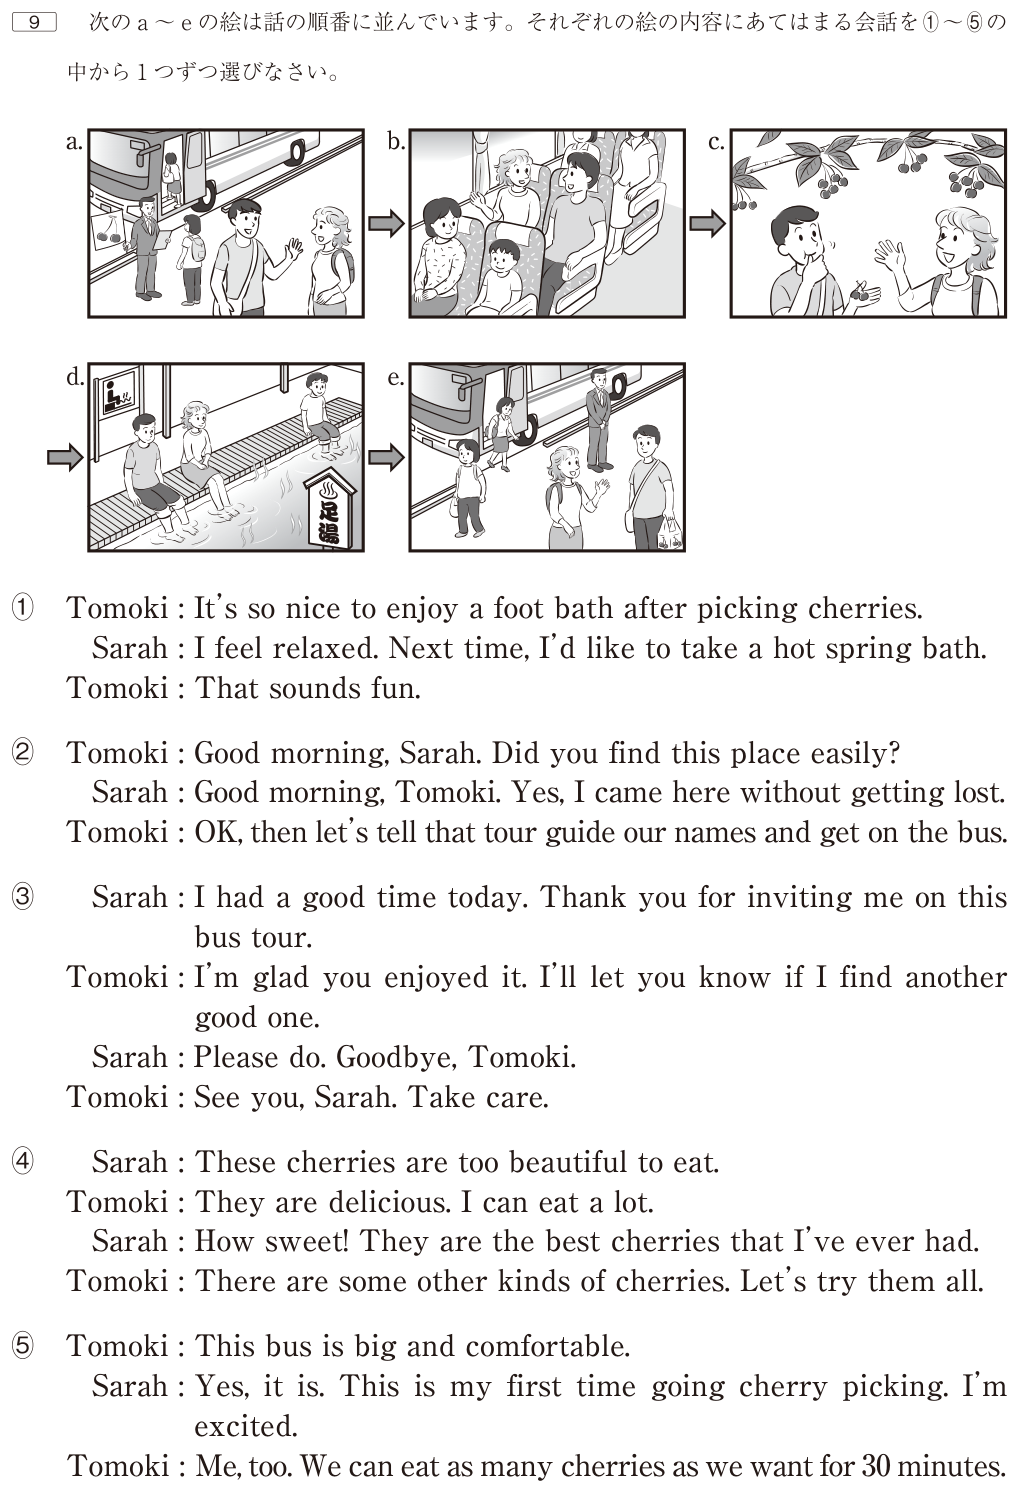 9 次のａ～ｅの絵は話の順番に並んでいます。それぞれの絵の内容にあてはまる会話を①～⑤の
中から１つずつ選びなさい。
a. b. c.
d. e.
足湯
① Tomoki : It's so nice to enjoy a foot bath after picking cherries.
Sarah : I feel relaxed. Next time, I'd like to take a hot spring bath.
Tomoki : That sounds fun.
② Tomoki : Good morning, Sarah. Did you find this place easily?
Sarah : Good morning, Tomoki. Yes, I came here without getting lost.
Tomoki : OK, then let's tell that tour guide our names and get on the bus.
③ Sarah : I had a good time today. Thank you for inviting me on this
bus tour.
Tomoki : I'm glad you enjoyed it. I'll let you know if I find another
good one.
Sarah : Please do. Goodbye, Tomoki.
Tomoki : See you, Sarah. Take care.
④ Sarah : These cherries are too beautiful to eat.
Tomoki : They are delicious. I can eat a lot.
Sarah : How sweet! They are the best cherries that I've ever had.
Tomoki : There are some other kinds of cherries. Let's try them all.
⑤ Tomoki : This bus is big and comfortable.
Sarah : Yes, it is. This is my first time going cherry picking. I'm
excited.
Tomoki : Me, too. We can eat as many cherries as we want for 30 minutes.